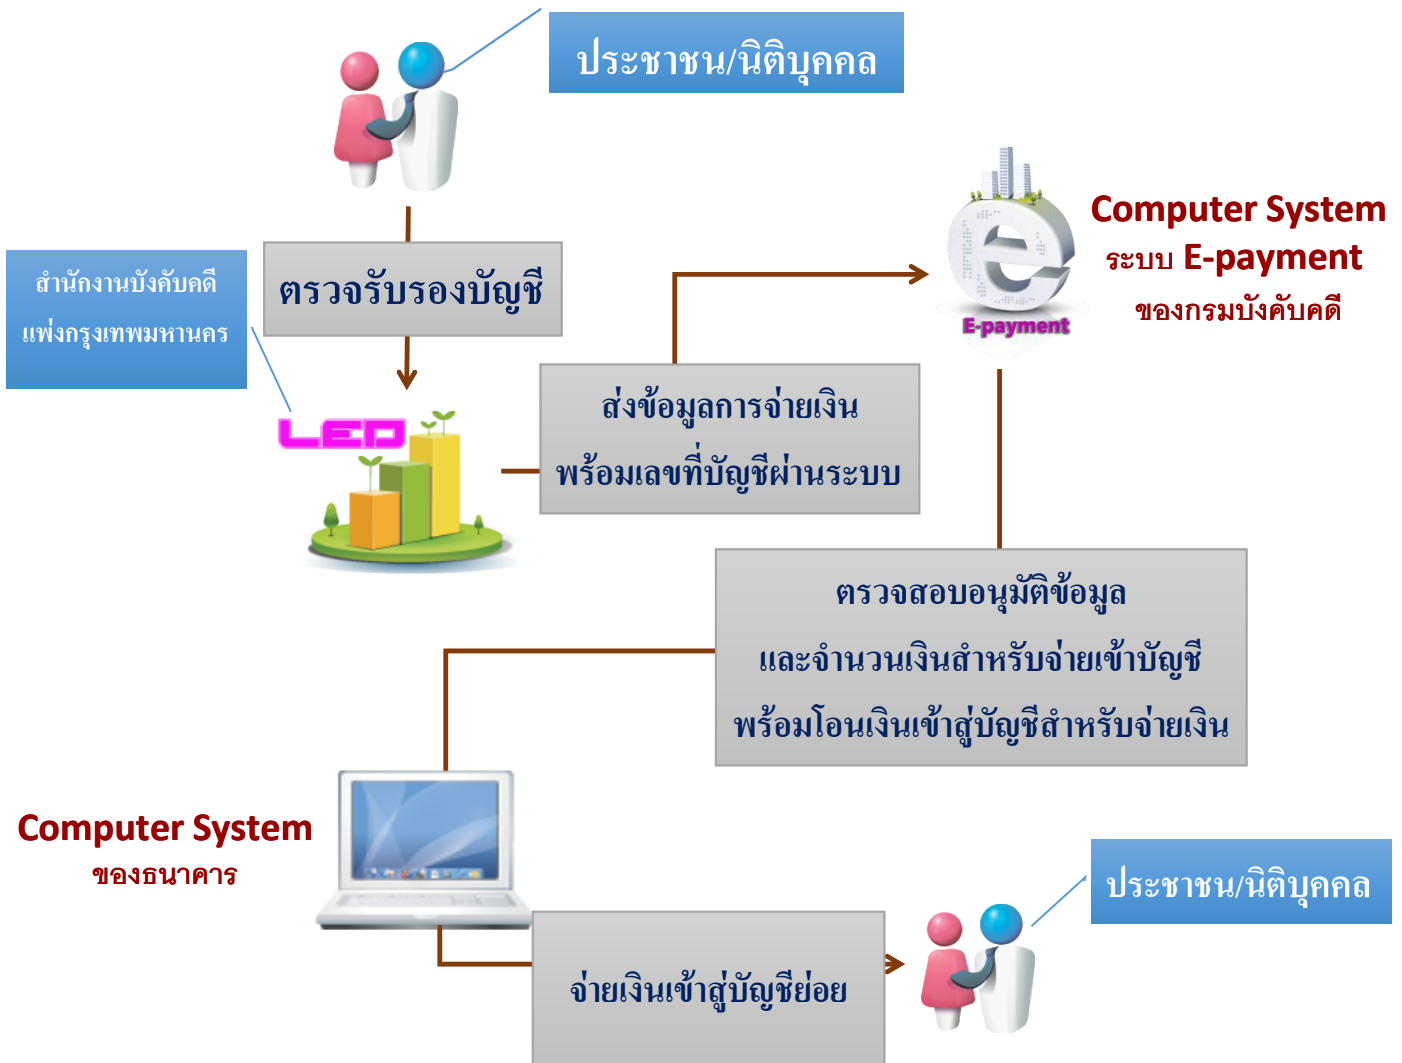 ประชาชน/นิติบุคคล
Computer System
ระบบ E-payment
ของกรมบังคับคดี
E-payment
สำนักงานบังคับคดี
แพ่งกรุงเทพมหานคร
ตรวจรับรองบัญชี
LED
ส่งข้อมูลการจ่ายเงิน
พร้อมเลขที่บัญชีผ่านระบบ
ตรวจสอบอนุมัติข้อมูล
และจำนวนเงินสำหรับจ่ายเข้าบัญชี
พร้อมโอนเงินเข้าสู่บัญชีสำหรับจ่ายเงิน
Computer System
ของธนาคาร
ประชาชน/นิติบุคคล
จ่ายเงินเข้าสู่บัญชีย่อย